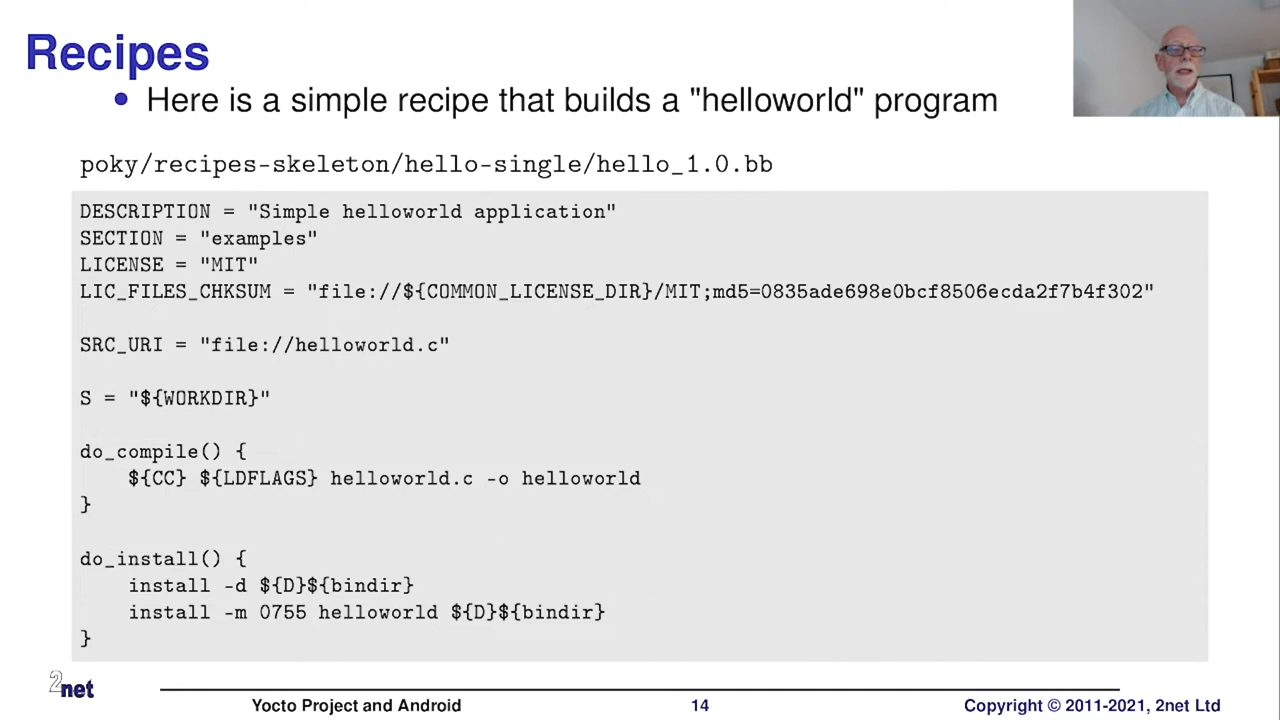 Recipes
• Here is a simple recipe that builds a "helloworld" program
poky/recipes-skeleton/hello-single/hello_1.0.bb
DESCRIPTION = "Simple helloworld application"
SECTION = "examples"
LICENSE = "MIT"
LIC_FILES_CHKSUM = "file://${COMMON_LICENSE_DIR}/MIT;md5=0835ade698e0bcf8506ecda2f7b4f302"
SRC_URI = "file://helloworld.c"
S = "${WORKDIR}"
do_compile() {
    ${CC} ${LDFLAGS} helloworld.c -o helloworld
}
do_install() {
    install -d ${D}${bindir}
    install -m 0755 helloworld ${D}${bindir}
}
2net
Yocto Project and Android
14
Copyright © 2011-2021, 2net Ltd